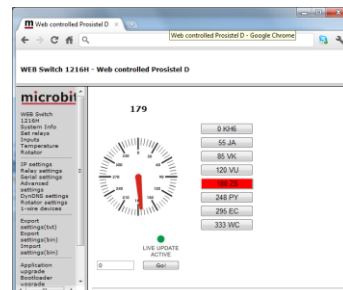 Web controlled Prosistel D
Web controlled Prosistel D - Google Chrome
WEB Switch 1216H - Web controlled Prosistel D
microbit
WEB Switch
1216H
System Info
Set relays
Inputs
Temperature
Rotator
IP settings
Relay settings
Serial settings
Advanced
settings
DynDNS settings
Rotator settings
1-wire devices
Export
settings(txt)
Export
settings(bin)
Import
settings(bin)
Application
upgrade
Bootloader
upgrade
179
0 KH6
55 JA
85 VK
120 VU
248 PY
295 EC
333 WC
LIVE UPDATE
ACTIVE
0
Go!